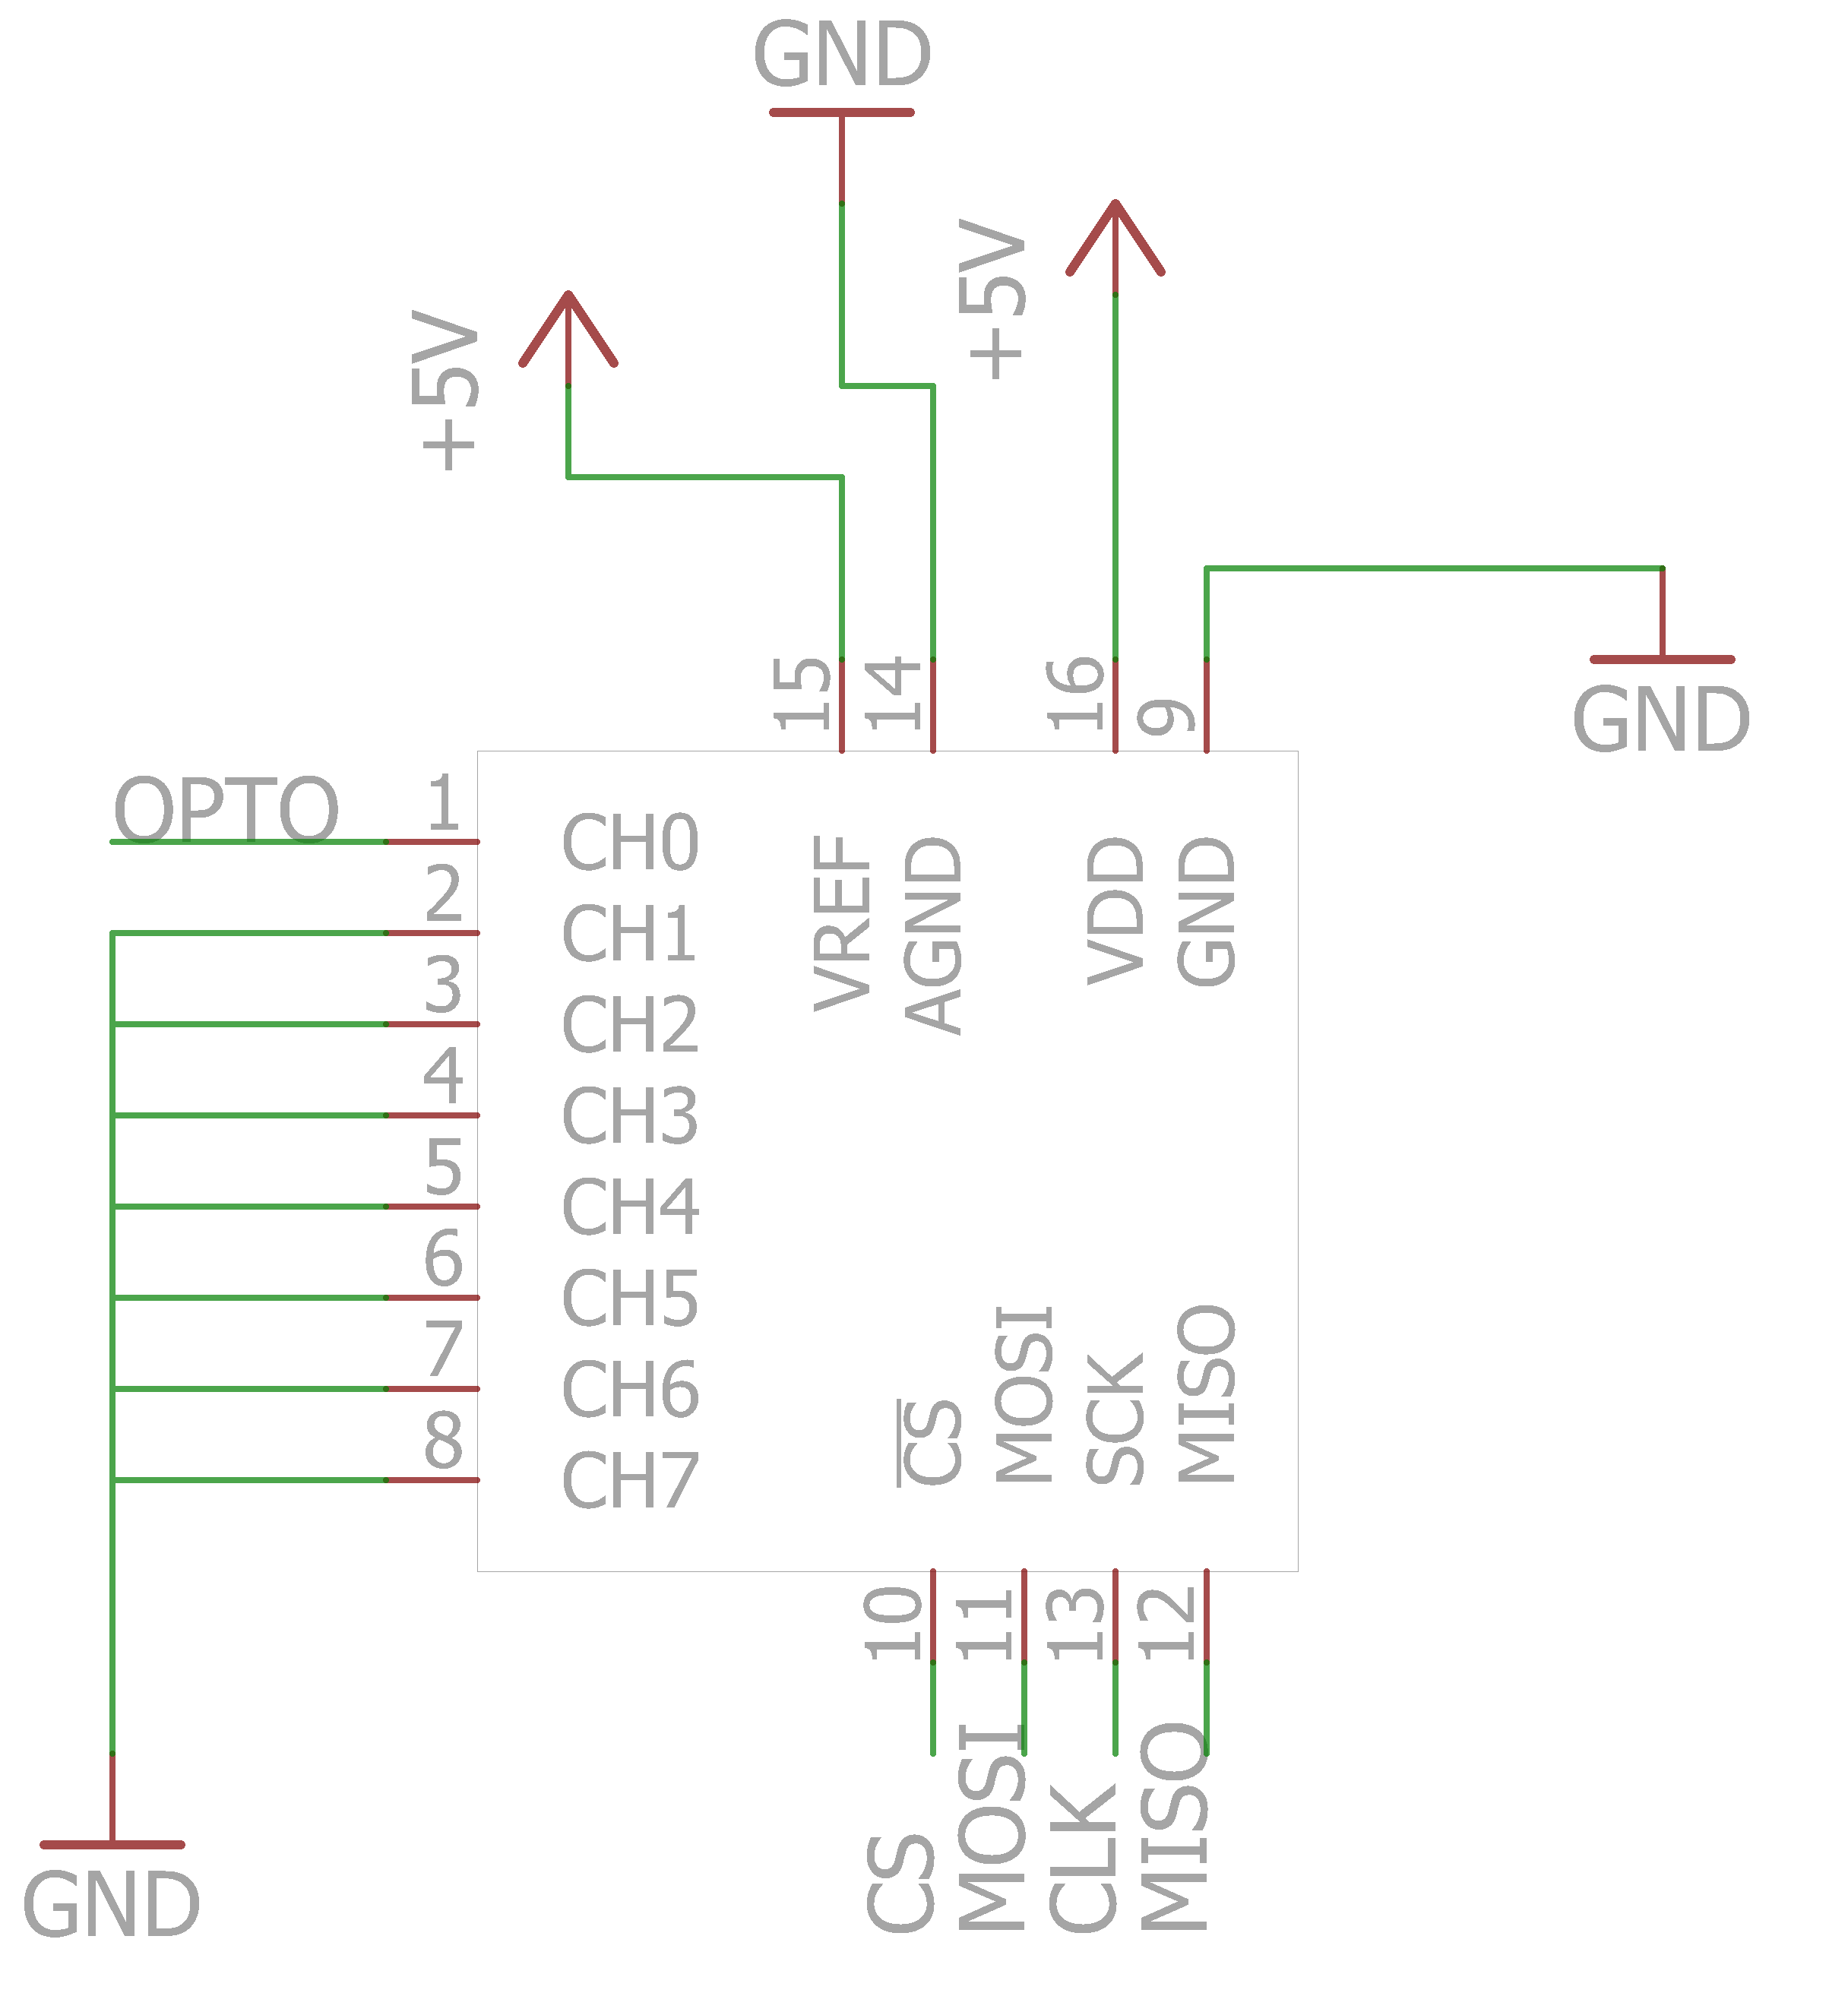 GND
+5V
+5V
15
14
16
9
GND
OPTO
1
2
3
4
5
6
7
8
CH0
CH1
CH2
CH3
CH4
CH5
CH6
CH7
VREF
AGND
VDD
GND
CS
MOSI
SCK
MISO
10
11
13
12
CS
MOSI
CLK
MISO
GND